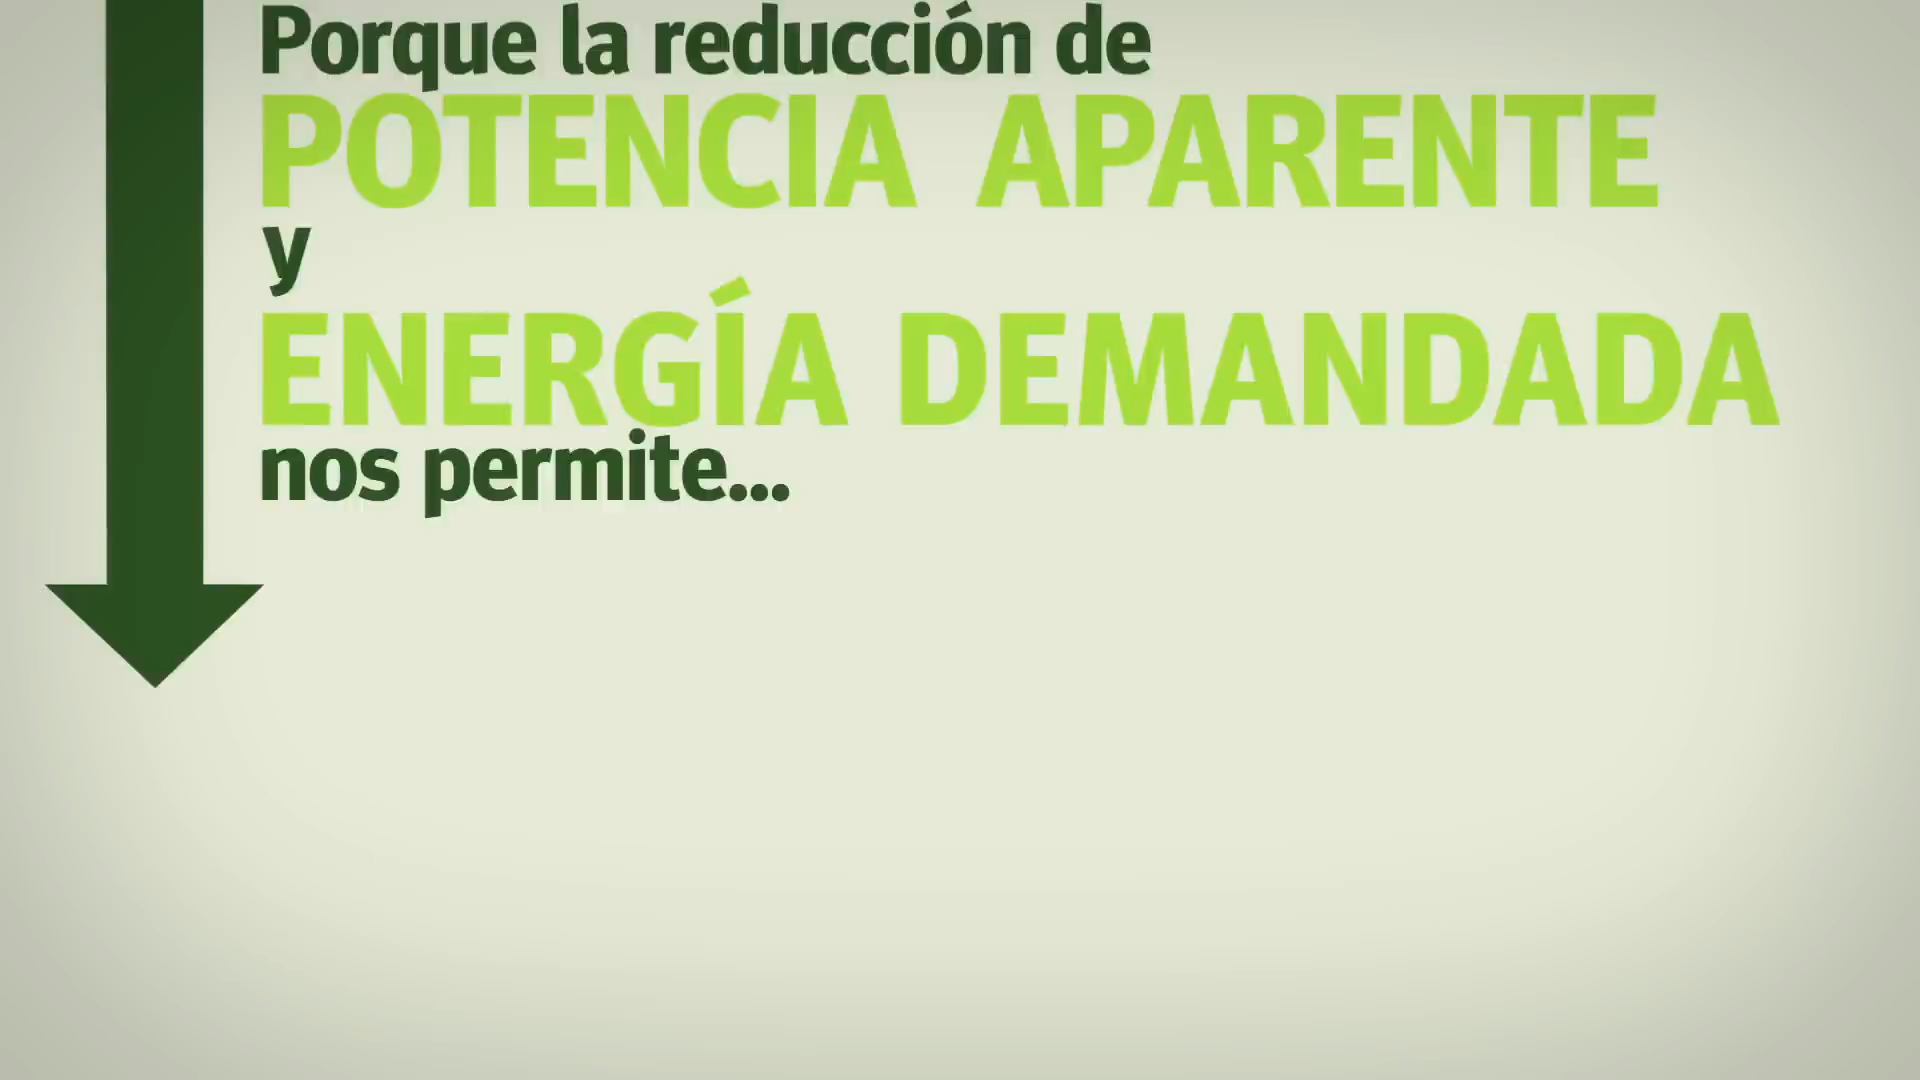 Porque la reducción de
POTENCIA APARENTE
y
ENERGÍA DEMANDADA
nos permite...